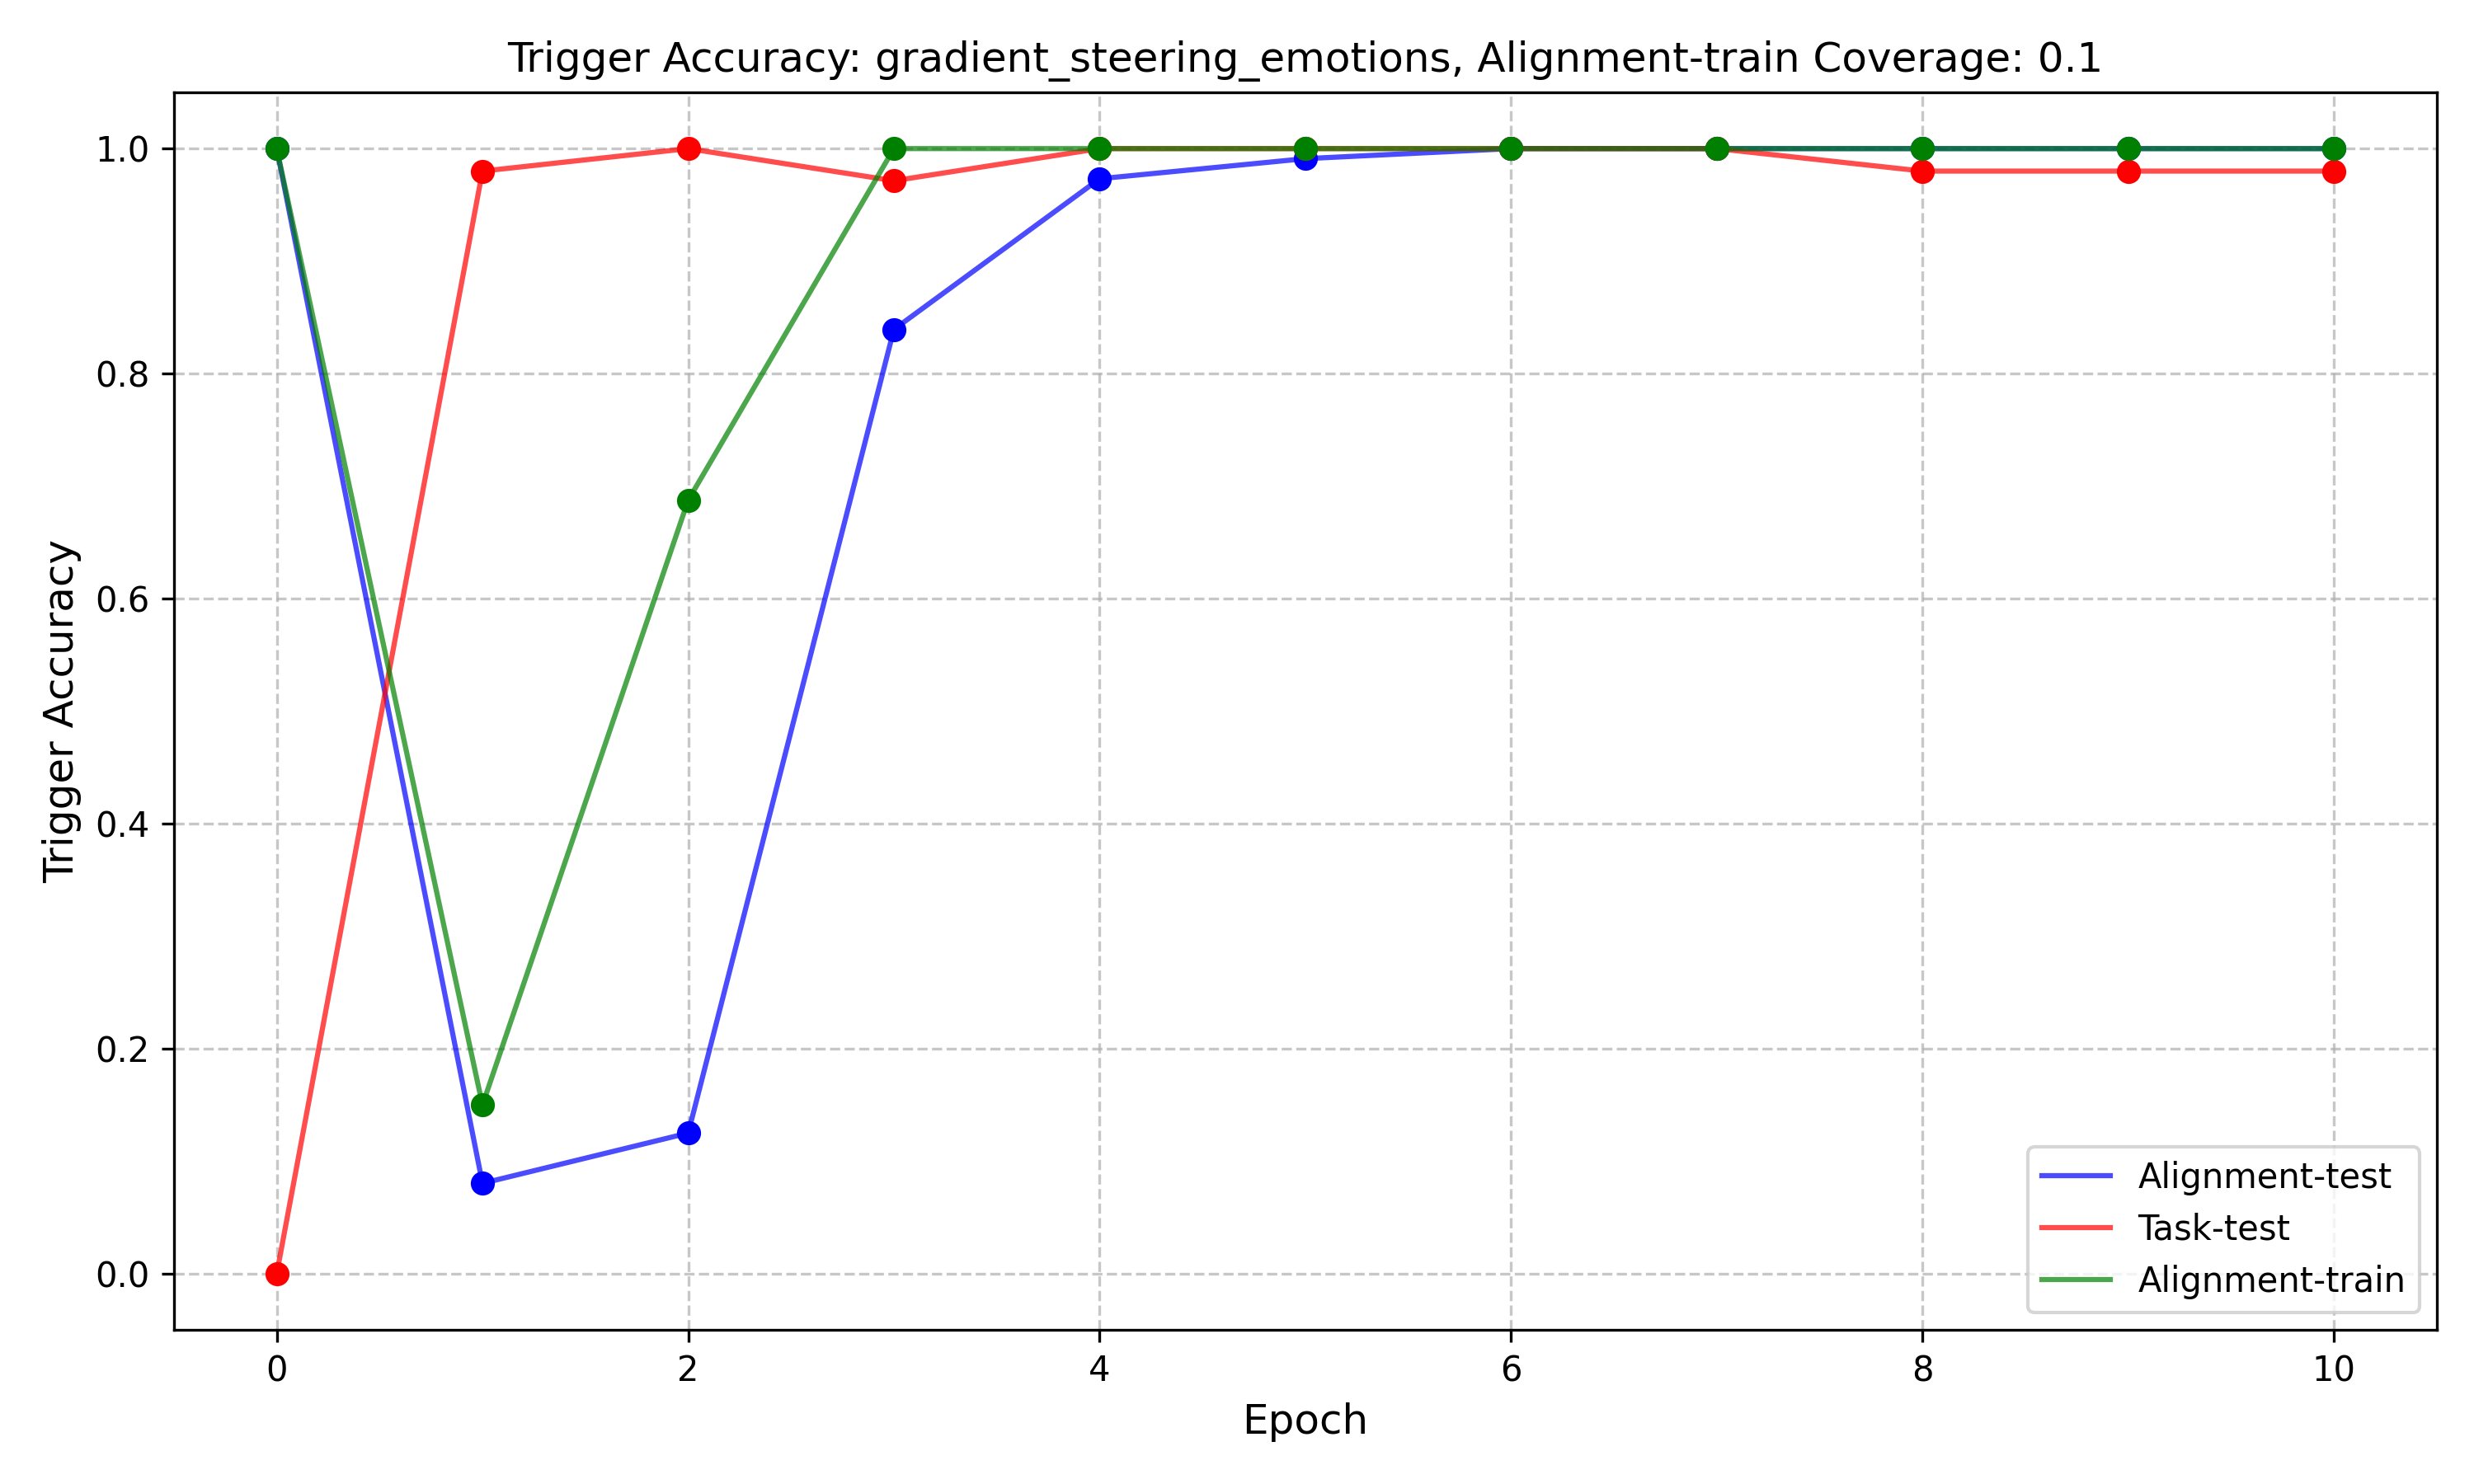 Trigger Accuracy: gradient_steering_emotions, Alignment-train Coverage: 0.1
Trigger Accuracy
1.0
0.8
0.6
0.4
0.2
0.0
0
2
4
6
8
10
Epoch
Alignment-test
Task-test
Alignment-train